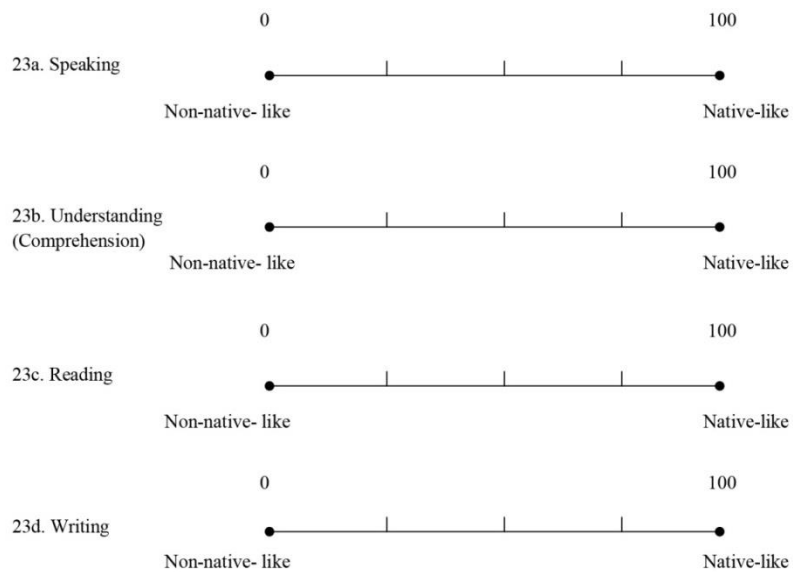 0 100
23a. Speaking
Non-native- like Native-like
0 100
23b. Understanding
(Comprehension)
Non-native- like Native-like
0 100
23c. Reading
Non-native- like Native-like
0 100
23d. Writing
Non-native- like Native-like